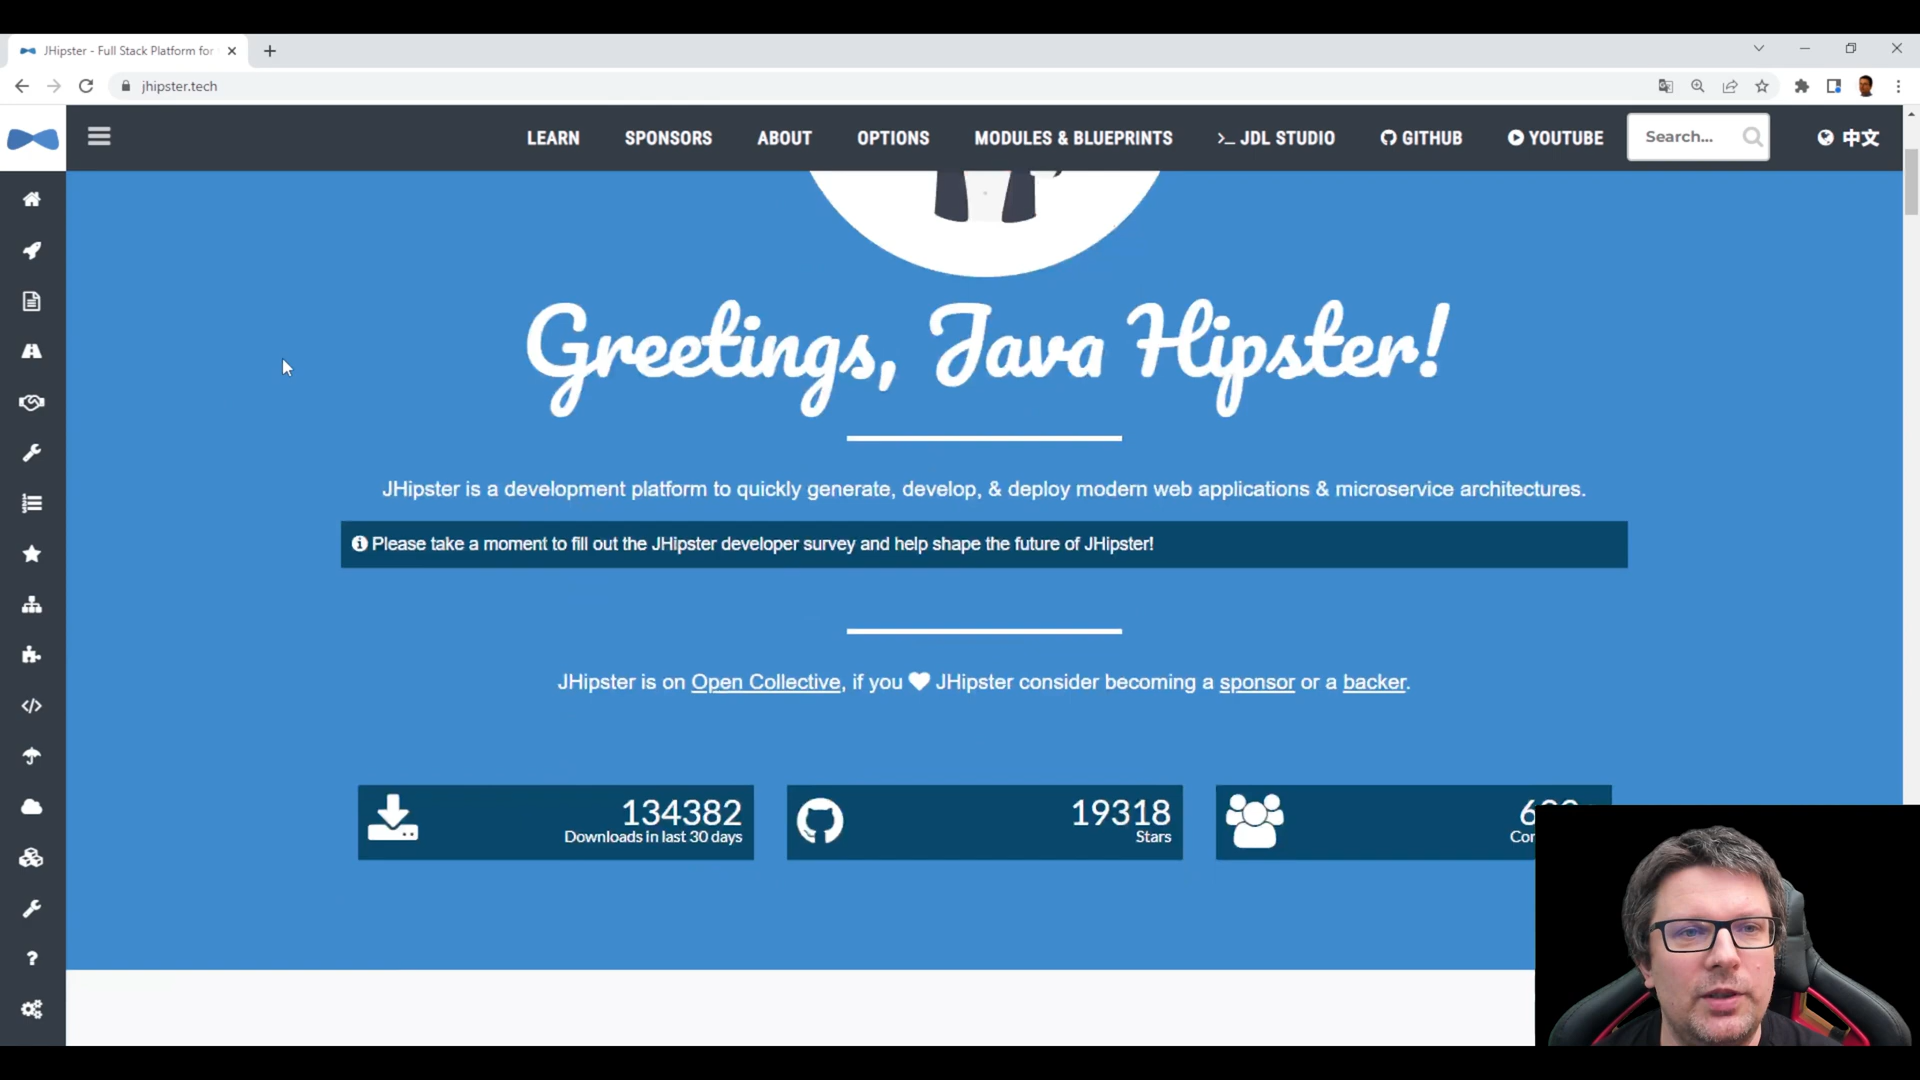 JHipster - Full Stack Platform for
jhipster.tech
LEARN SPONSORS ABOUT OPTIONS MODULES & BLUEPRINTS >_ JDL STUDIO GITHUB YOUTUBE Search... 中文
Greetings, Java Hipster!
JHipster is a development platform to quickly generate, develop, & deploy modern web applications & microservice architectures.
Please take a moment to fill out the JHipster developer survey and help shape the future of JHipster!
JHipster is on Open Collective, if you JHipster consider becoming a sponsor or a backer.
134382
Downloads in last 30 days
19318
Stars